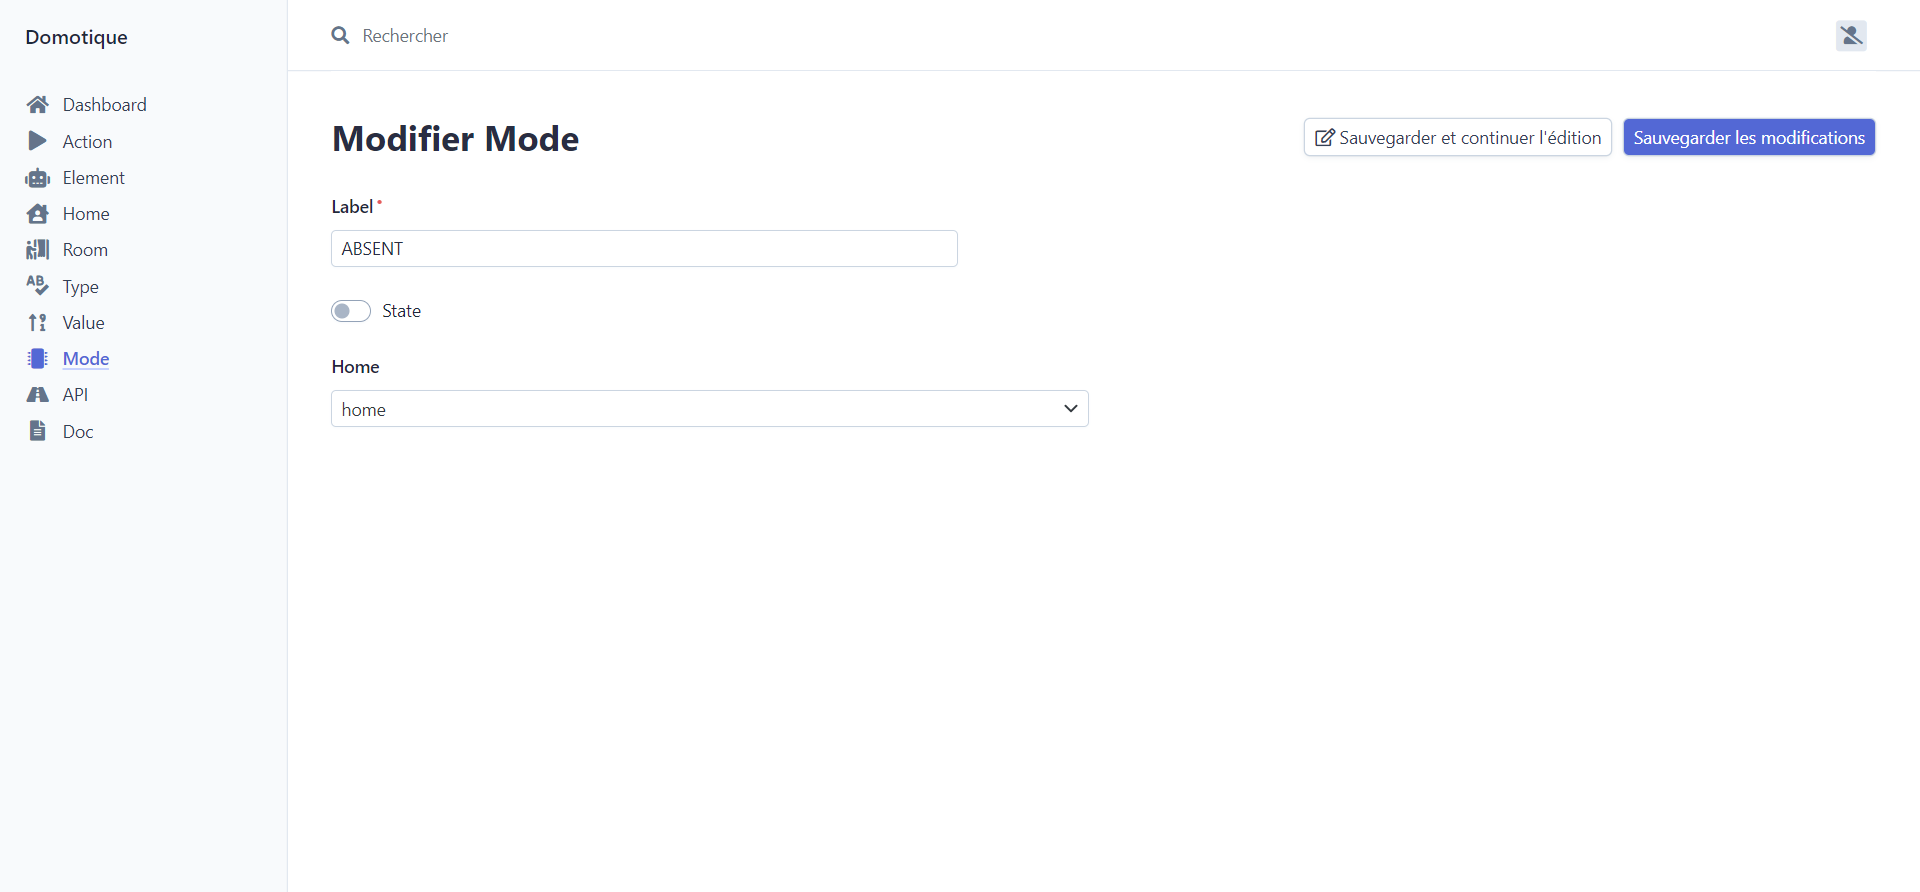 Domotique
Rechercher
Dashboard
Action
Element
Home
Room
Type
Value
Mode
API
Doc
Modifier Mode
Sauvegarder et continuer l'édition
Sauvegarder les modifications
Label*
ABSENT
State
Home
home